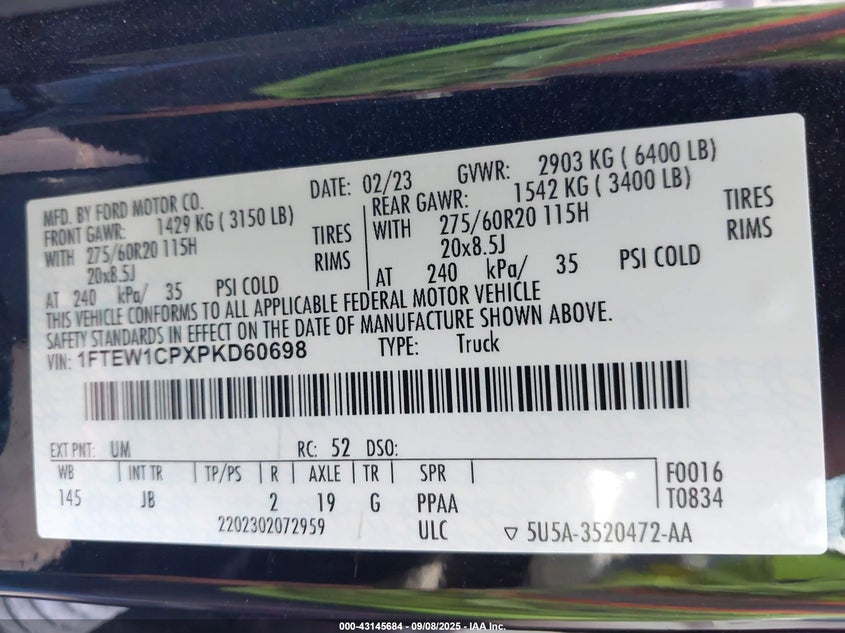 MFD. BY FORD MOTOR CO.
DATE: 02/23 GVWR: 2903 KG ( 6400 LB)
FRONT GAWR: 1429 KG ( 3150 LB)
WITH 275/60R20 115H TIRES
20x8.5J RIMS
AT 240 kPa/ 35 PSI COLD
REAR GAWR: 1542 KG ( 3400 LB)
WITH 275/60R20 115H TIRES
20x8.5J RIMS
AT 240 kPa/ 35 PSI COLD
THIS VEHICLE CONFORMS TO ALL APPLICABLE FEDERAL MOTOR VEHICLE
SAFETY STANDARDS IN EFFECT ON THE DATE OF MANUFACTURE SHOWN ABOVE.
VIN: 1FTEW1CPXPKD60698 TYPE: Truck
EXT PNT: UM RC: 52 DSO:
WB INT TR TP/PS R AXLE TR SPR
145 JB 2 19 G PPAA
F0016
T0834
2202302072959 ULC ▽ 5U5A-3520472-AA
000-43145684 - 09/08/2025 - IAA Inc.